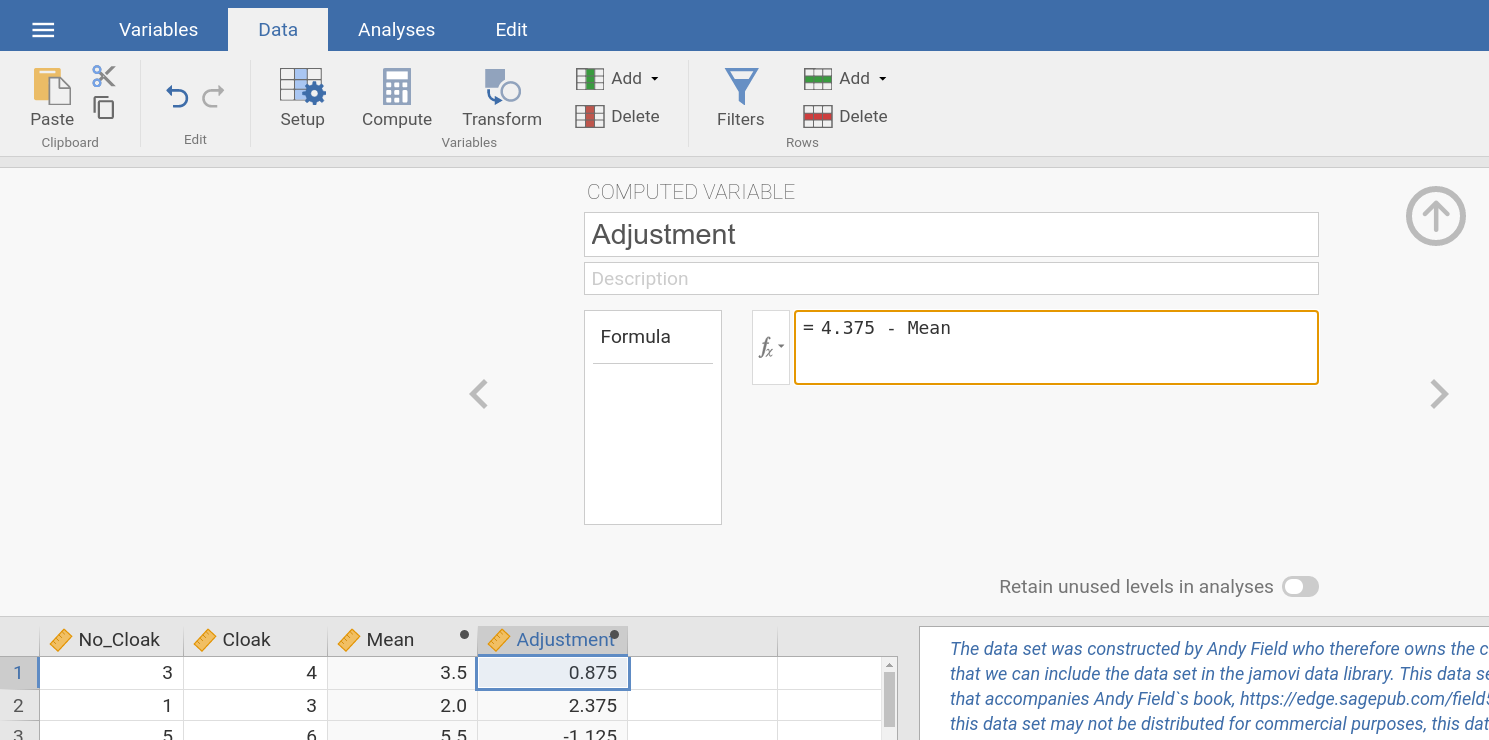 Variables Data Analyses Edit
Paste
Clipboard
Edit
Setup Compute Transform
Add
Delete
Variables
Filters
Add
Delete
Rows
COMPUTED VARIABLE
Adjustment
Description
Formula
fx
= 4.375 - Mean
Retain unused levels in analyses
No_Cloak Cloak Mean Adjustment
1 3 4 3.5 0.875
2 1 3 2.0 2.375
3 5 6 5.5 -1.125
The data set was constructed by Andy Field who therefore owns the c
that we can include the data set in the jamovi data library. This data se
that accompanies Andy Field`s book, https://edge.sagepub.com/field5
this data set may not be distributed for commercial purposes, this dat